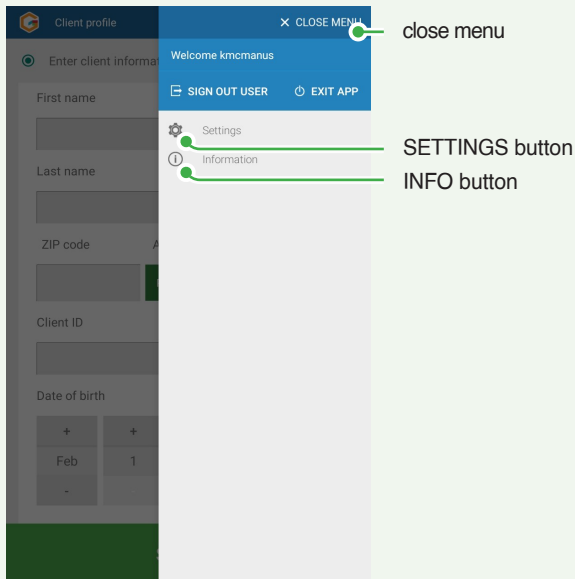 Client profile
✕ CLOSE MENU
close menu
Enter client informa
Welcome kmcmanus
SIGN OUT USER
EXIT APP
First name
Settings
SETTINGS button
Information
INFO button
Last name
ZIP code
A
Client ID
Date of birth
+ +
Feb 1
-